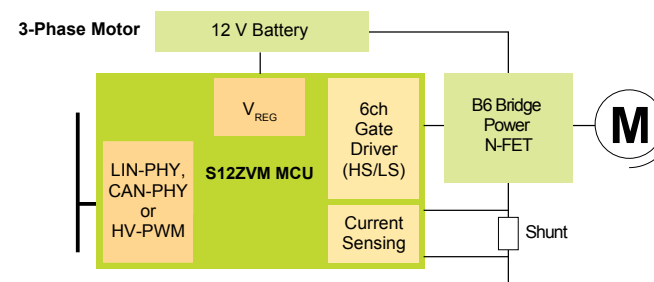 3-Phase Motor
12 V Battery
VREG
6ch
Gate
Driver
(HS/LS)
B6 Bridge
Power
N-FET
M
LIN-PHY,
CAN-PHY
or
HV-PWM
S12ZVM MCU
Current
Sensing
Shunt